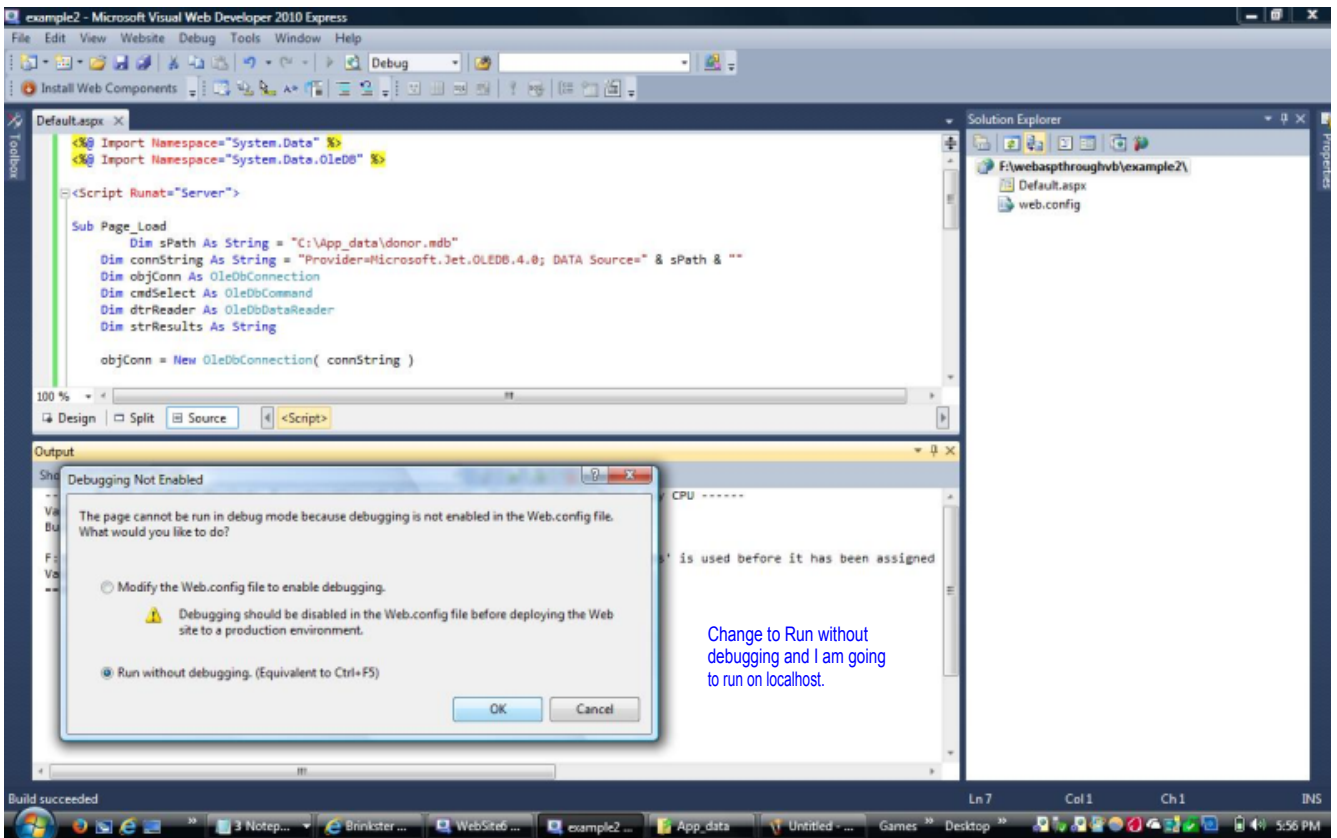 example2 - Microsoft Visual Web Developer 2010 Express
File Edit View Website Debug Tools Window Help
Debug
Install Web Components
Toolbox
Default.aspx
<%@ Import Namespace="System.Data" %>
<%@ Import Namespace="System.Data.OleDB" %>
<Script Runat="Server">
Sub Page_Load
Dim sPath As String = "C:\App_data\donor.mdb"
Dim connString As String = "Provider=Microsoft.Jet.OLEDB.4.0; DATA Source=" & sPath & ""
Dim objConn As OleDbConnection
Dim cmdSelect As OleDbCommand
Dim dtrReader As OleDbDataReader
Dim strResults As String
objConn = New OleDbConnection( connString )
100 %
Design Split Source <Script>
Solution Explorer
Properties
F:\webaspthroughvb\example2\
Default.aspx
web.config
Output
CPU ------
s' is used before it has been assigned
Debugging Not Enabled
The page cannot be run in debug mode because debugging is not enabled in the Web.config file.
What would you like to do?
Modify the Web.config file to enable debugging.
Debugging should be disabled in the Web.config file before deploying the Web
site to a production environment.
Run without debugging. (Equivalent to Ctrl+F5)
OK Cancel
Change to Run without
debugging and I am going
to run on localhost.
Build succeeded Ln 7 Col 1 Ch 1 INS
3 Notep... Brinkster ... WebSite6 ... example2 ... App_data Untitled - ... Games Desktop 5:56 PM